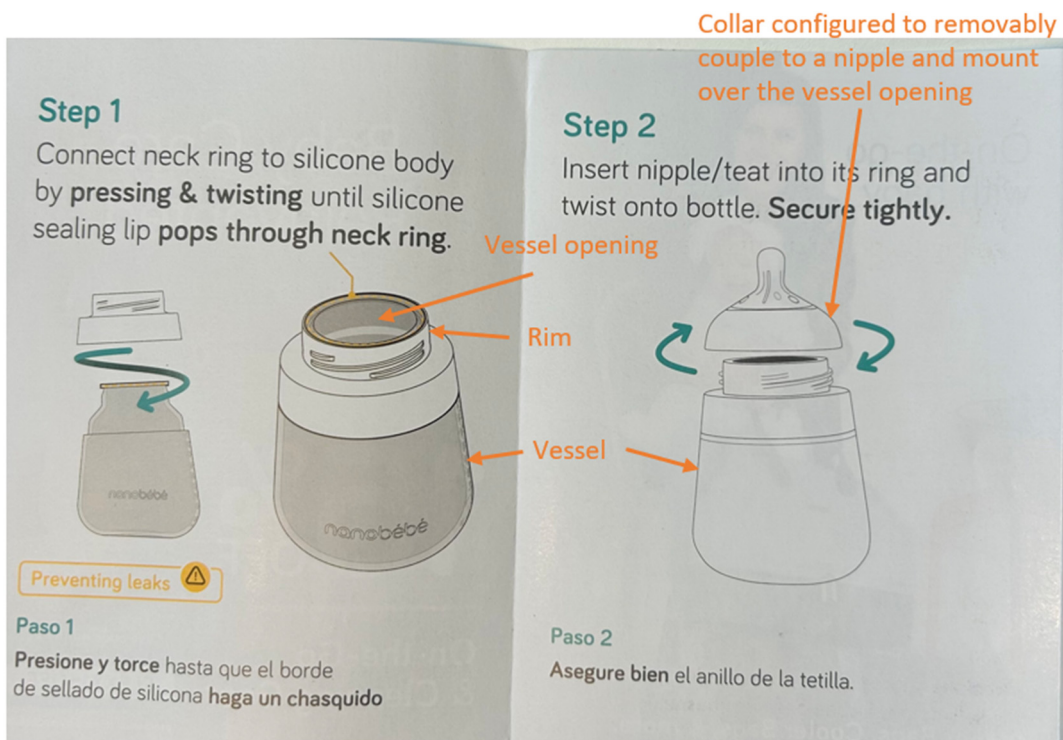 Collar configured to removably
couple to a nipple and mount
over the vessel opening
Step 1
Connect neck ring to silicone body
by pressing & twisting until silicone
sealing lip pops through neck ring.
Vessel opening
Rim
Vessel
nanobébé
nanobébé
Preventing leaks
Paso 1
Presione y torce hasta que el borde
de sellado de silicona haga un chasquido
Step 2
Insert nipple/teat into its ring and
twist onto bottle. Secure tightly.
Paso 2
Asegure bien el anillo de la tetilla.